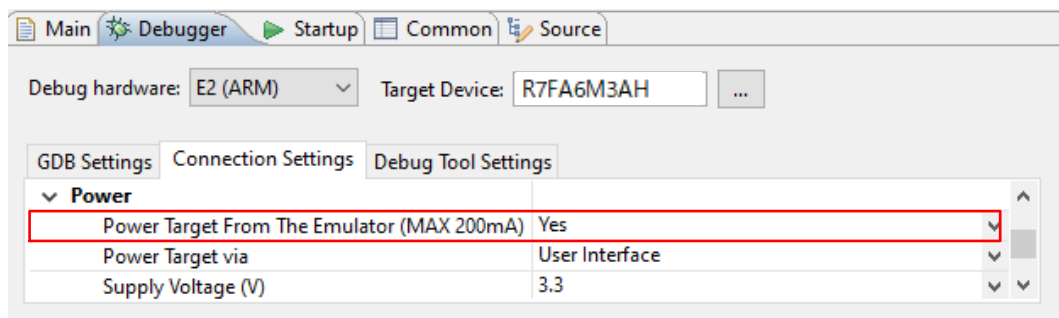 Main Debugger Startup Common Source
Debug hardware: E2 (ARM) Target Device: R7FA6M3AH ...
GDB Settings Connection Settings Debug Tool Settings
Power
Power Target From The Emulator (MAX 200mA) Yes
Power Target via User Interface
Supply Voltage (V) 3.3